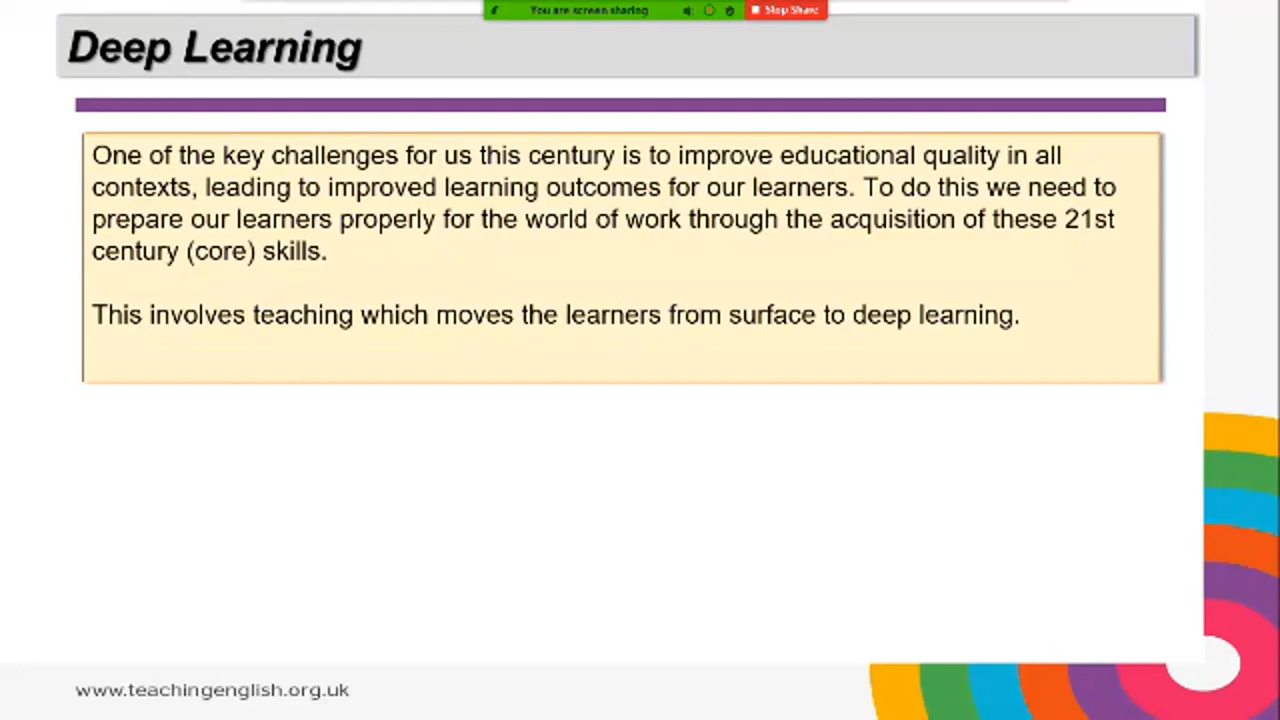 You are screen sharing
Stop Share
Deep Learning
One of the key challenges for us this century is to improve educational quality in all
contexts, leading to improved learning outcomes for our learners. To do this we need to
prepare our learners properly for the world of work through the acquisition of these 21st
century (core) skills.
This involves teaching which moves the learners from surface to deep learning.
www.teachingenglish.org.uk